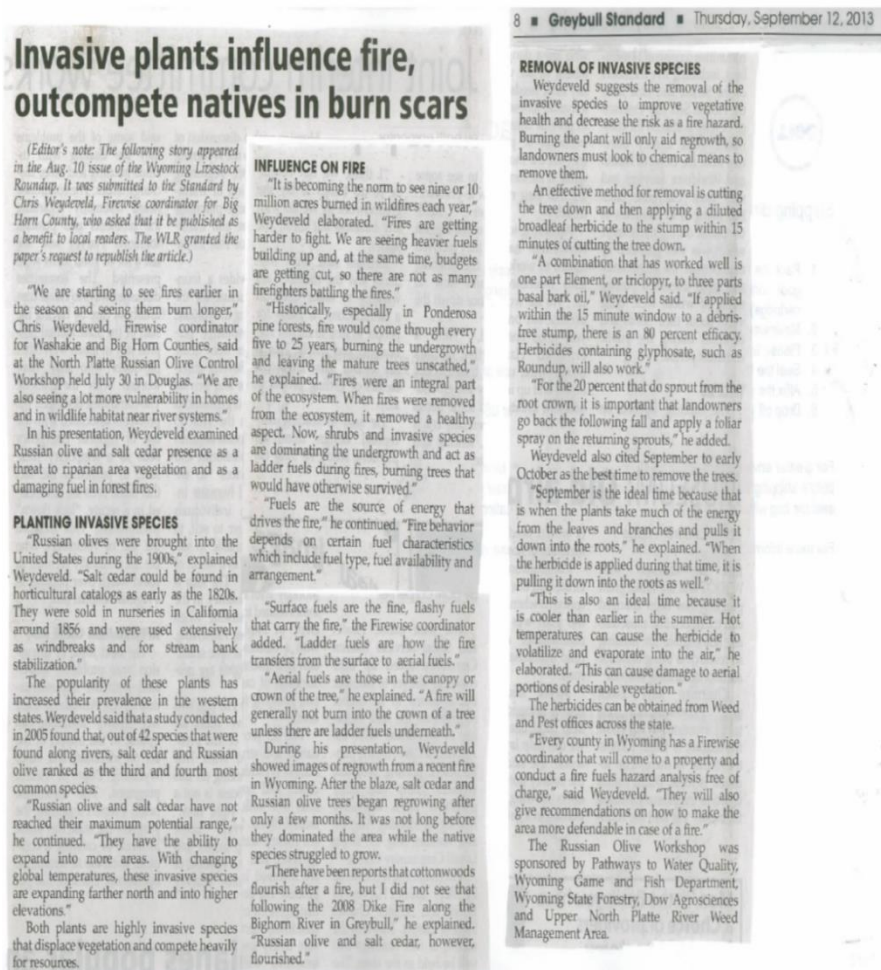 8 ■ Greybull Standard ■ Thursday, September 12, 2013
Invasive plants influence fire,
outcompete natives in burn scars
(Editor's note: The following story appeared
in the Aug. 10 issue of the Wyoming Livestock
Roundup. It was submitted to the Standard by
Chris Weydeveld, Firewise coordinator for Big
Horn County, who asked that it be published as
a benefit to local readers. The WLR granted the
paper's request to republish the article.)
"We are starting to see fires earlier in
the season and seeing them burn longer,"
Chris Weydeveld, Firewise coordinator
for Washakie and Big Horn Counties, said
at the North Platte Russian Olive Control
Workshop held July 30 in Douglas. "We are
also seeing a lot more vulnerability in homes
and in wildlife habitat near river systems."
In his presentation, Weydeveld examined
Russian olive and salt cedar presence as a
threat to riparian area vegetation and as a
damaging fuel in forest fires.
PLANTING INVASIVE SPECIES
"Russian olives were brought into the
United States during the 1900s," explained
Weydeveld. "Salt cedar could be found in
horticultural catalogs as early as the 1820s.
They were sold in nurseries in California
around 1856 and were used extensively
as windbreaks and for stream bank
stabilization."
The popularity of these plants has
increased their prevalence in the western
states. Weydeveld said that a study conducted
in 2005 found that, out of 42 species that were
found along rivers, salt cedar and Russian
olive ranked as the third and fourth most
common species.
"Russian olive and salt cedar have not
reached their maximum potential range,"
he continued. "They have the ability to
expand into more areas. With changing
global temperatures, these invasive species
are expanding farther north and into higher
elevations."
Both plants are highly invasive species
that displace vegetation and compete heavily
for resources.
INFLUENCE ON FIRE
"It is becoming the norm to see nine or 10
million acres burned in wildfires each year,"
Weydeveld elaborated. "Fires are getting
harder to fight. We are seeing heavier fuels
building up and, at the same time, budgets
are getting cut, so there are not as many
firefighters battling the fires."
"Historically, especially in Ponderosa
pine forests, fire would come through every
five to 25 years, burning the undergrowth
and leaving the mature trees unscathed,"
he explained. "Fires were an integral part
of the ecosystem. When fires were removed
from the ecosystem, it removed a healthy
aspect. Now, shrubs and invasive species
are dominating the undergrowth and act as
ladder fuels during fires, burning trees that
would have otherwise survived."
"Fuels are the source of energy that
drives the fire," he continued. "Fire behavior
depends on certain fuel characteristics
which include fuel type, fuel availability and
arrangement."
"Surface fuels are the fine, flashy fuels
that carry the fire," the Firewise coordinator
added. "Ladder fuels are how the fire
transfers from the surface to aerial fuels."
"Aerial fuels are those in the canopy or
crown of the tree," he explained. "A fire will
generally not burn into the crown of a tree
unless there are ladder fuels underneath."
During his presentation, Weydeveld
showed images of regrowth from a recent fire
in Wyoming. After the blaze, salt cedar and
Russian olive trees began regrowing after
only a few months. It was not long before
they dominated the area while the native
species struggled to grow.
"There have been reports that cottonwoods
flourish after a fire, but I did not see that
following the 2008 Dike Fire along the
Bighorn River in Greybull," he explained.
"Russian olive and salt cedar, however,
flourished."
REMOVAL OF INVASIVE SPECIES
Weydeveld suggests the removal of the
invasive species to improve vegetative
health and decrease the risk as a fire hazard.
Burning the plant will only aid regrowth, so
landowners must look to chemical means to
remove them.
An effective method for removal is cutting
the tree down and then applying a diluted
broadleaf herbicide to the stump within 15
minutes of cutting the tree down.
"A combination that has worked well is
one part Element, or triclopyr, to three parts
basal bark oil," Weydeveld said. "If applied
within the 15 minute window to a debris-
free stump, there is an 80 percent efficacy.
Herbicides containing glyphosate, such as
Roundup, will also work."
"For the 20 percent that do sprout from the
root crown, it is important that landowners
go back the following fall and apply a foliar
spray on the returning sprouts," he added.
Weydeveld also cited September to early
October as the best time to remove the trees.
"September is the ideal time because that
is when the plants take much of the energy
from the leaves and branches and pulls it
down into the roots," he explained. "When
the herbicide is applied during that time, it is
pulling it down into the roots as well."
"This is also an ideal time because it
is cooler than earlier in the summer. Hot
temperatures can cause the herbicide to
volatilize and evaporate into the air," he
elaborated. "This can cause damage to aerial
portions of desirable vegetation."
The herbicides can be obtained from Weed
and Pest offices across the state.
"Every county in Wyoming has a Firewise
coordinator that will come to a property and
conduct a fire fuels hazard analysis free of
charge," said Weydeveld. "They will also
give recommendations on how to make the
area more defendable in case of a fire."
The Russian Olive Workshop was
sponsored by Pathways to Water Quality,
Wyoming Game and Fish Department,
Wyoming State Forestry, Dow Agrosciences
and Upper North Platte River Weed
Management Area.